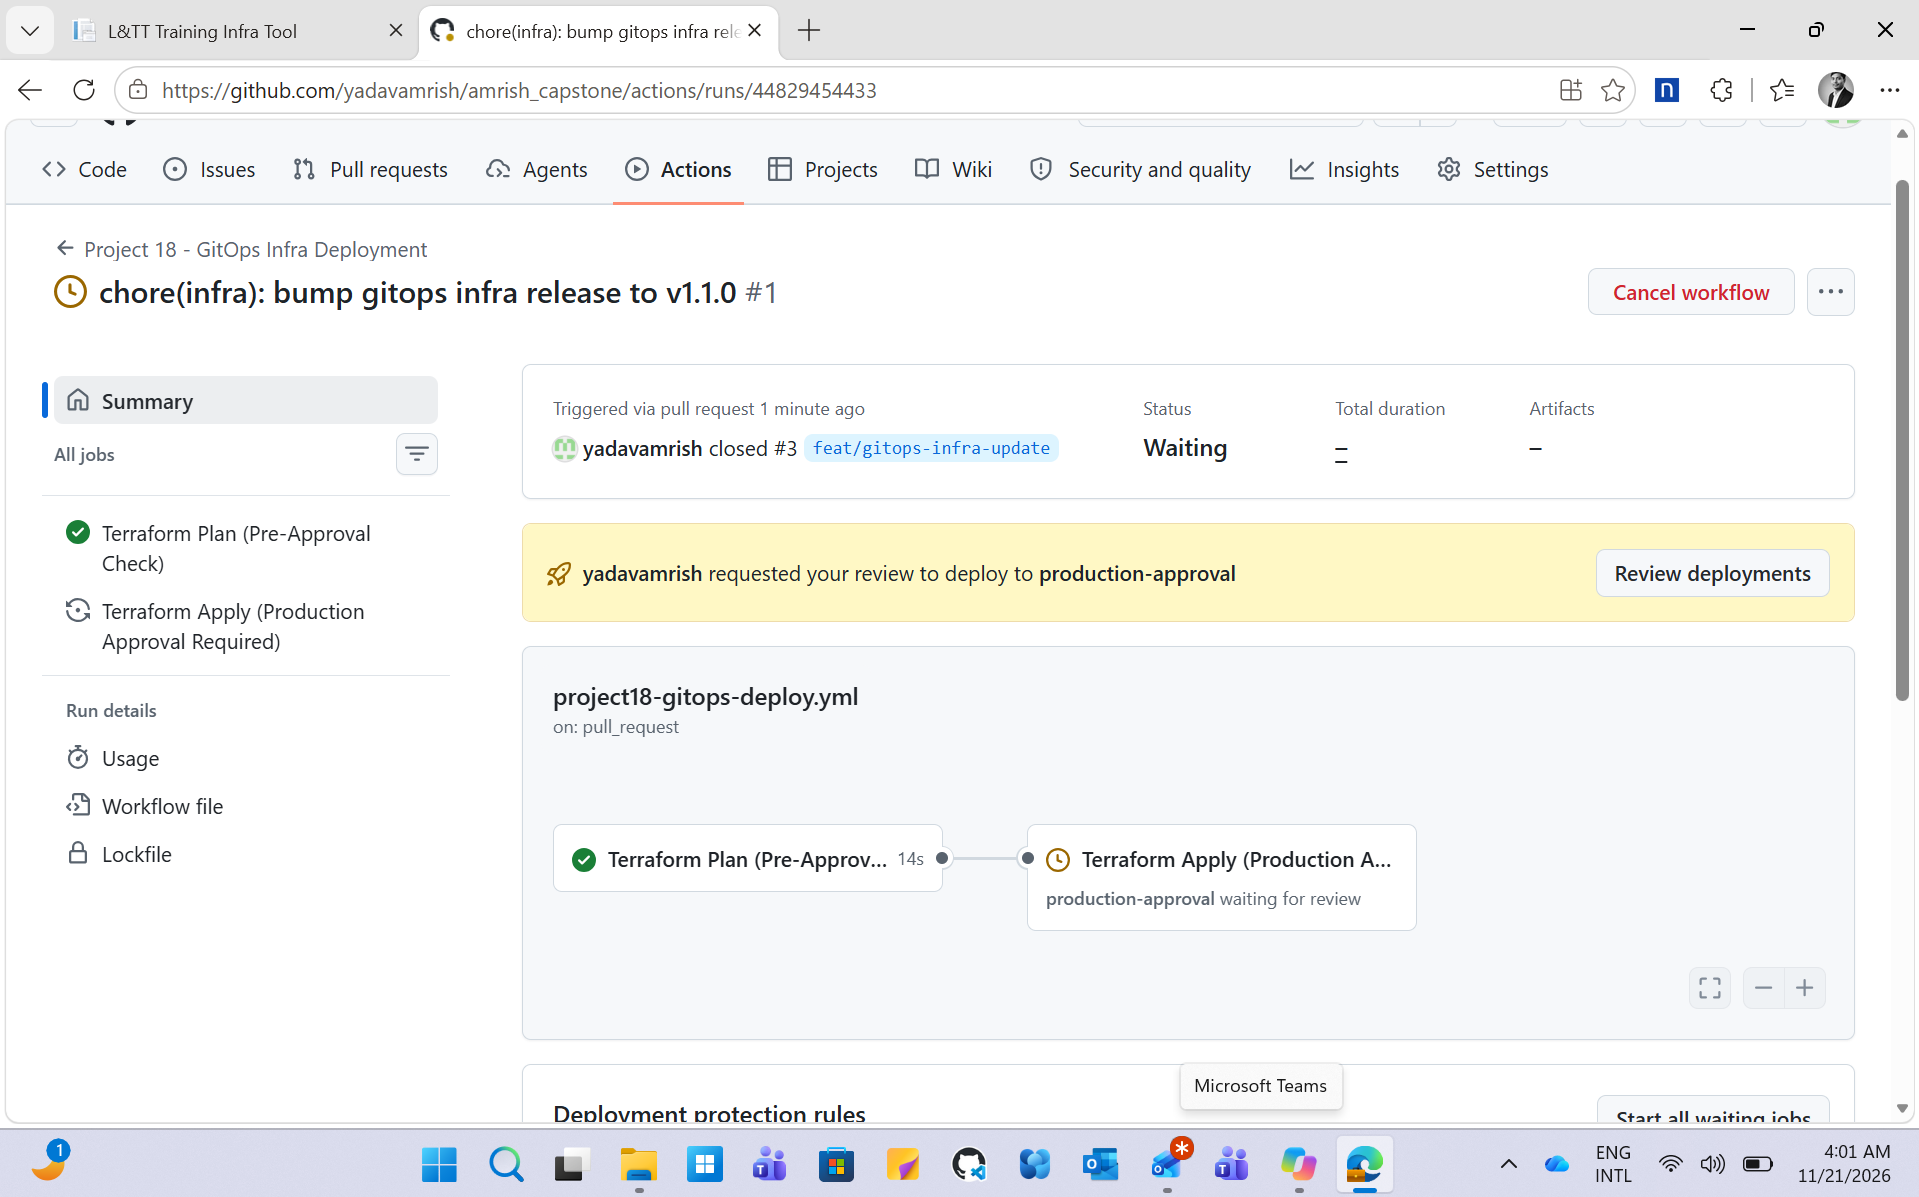 L&TT Training Infra Tool
chore(infra): bump gitops infra rele
https://github.com/yadavamrish/amrish_capstone/actions/runs/44829454433
n
Code
Issues
Pull requests
Agents
Actions
Projects
Wiki
Security and quality
Insights
Settings
Project 18 - GitOps Infra Deployment
chore(infra): bump gitops infra release to v1.1.0 #1
Cancel workflow
Summary
All jobs
Terraform Plan (Pre-Approval
Check)
Terraform Apply (Production
Approval Required)
Run details
Usage
Workflow file
Lockfile
Triggered via pull request 1 minute ago
yadavamrish closed #3 feat/gitops-infra-update
Status
Waiting
Total duration
–
Artifacts
–
yadavamrish requested your review to deploy to production-approval
Review deployments
project18-gitops-deploy.yml
on: pull_request
Terraform Plan (Pre-Approv... 14s
Terraform Apply (Production A...
production-approval waiting for review
Microsoft Teams
Deployment protection rules
Start all waiting jobs
1
ENG
INTL
4:01 AM
11/21/2026